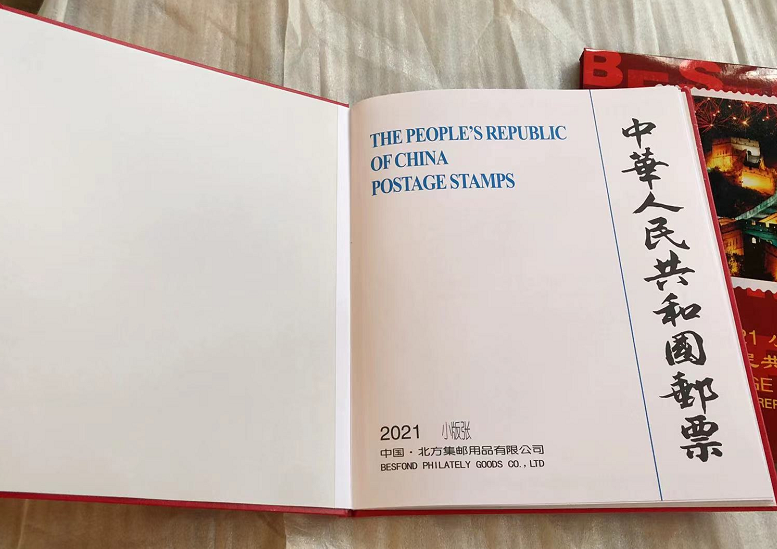 THE PEOPLE'S REPUBLIC
OF CHINA
POSTAGE STAMPS
中華人民共和國郵票
2021 小版张
中国·北方集邮用品有限公司
BESFOND PHILATELY GOODS CO., LTD